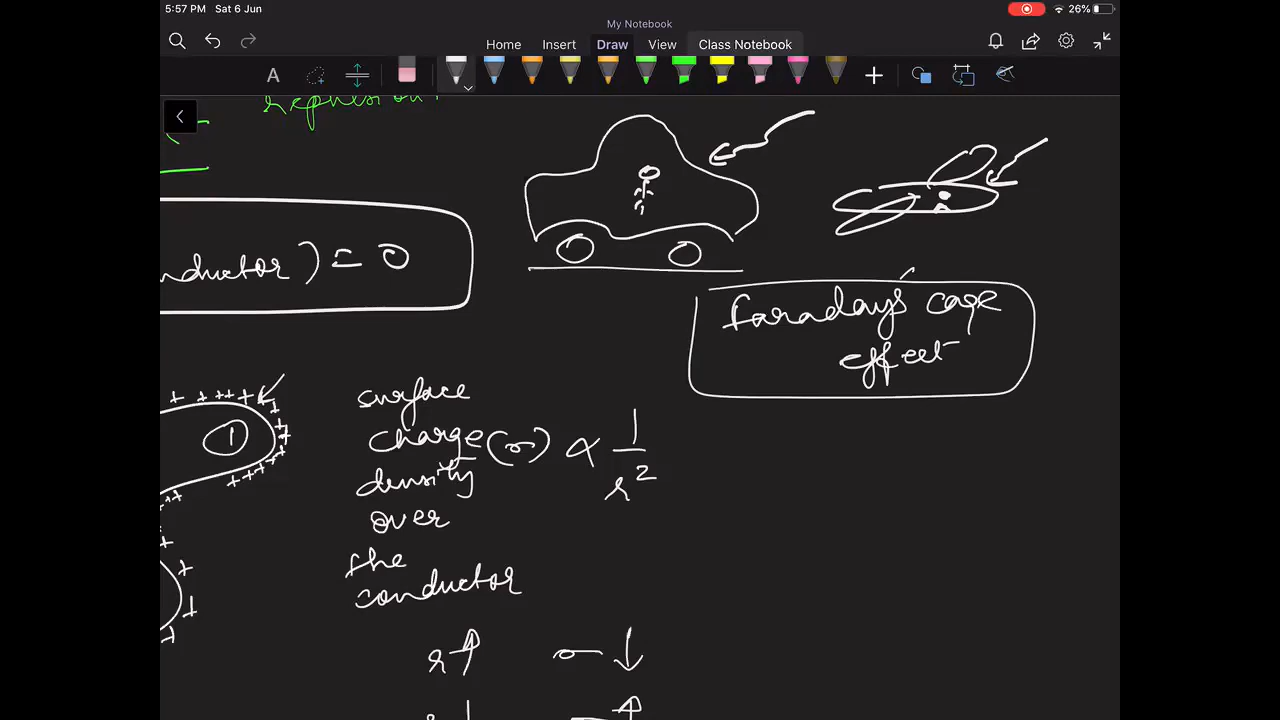 5:57 PM Sat 6 Jun
26%
My Notebook
Home Insert Draw View Class Notebook
A
repulsion
nductor) = 0
faraday's cage
effect
+ + + + + + + + + +
1
+ + + + +
surface
charge (σ) ∝ 1/r²
density
over
the
conductor
+ + + +
r ↑ σ ↓
r ↓ σ ↑